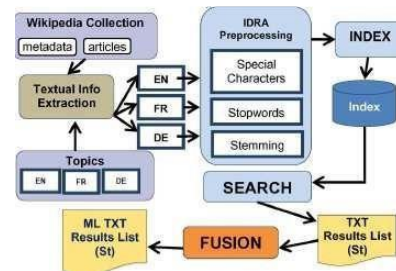 Wikipedia Collection
metadata
articles
Textual Info
Extraction
Topics
EN
FR
DE
EN
FR
DE
IDRA
Preprocessing
Special
Characters
Stopwords
Stemming
INDEX
Index
SEARCH
TXT
Results List
(St)
FUSION
ML TXT
Results List
(St)